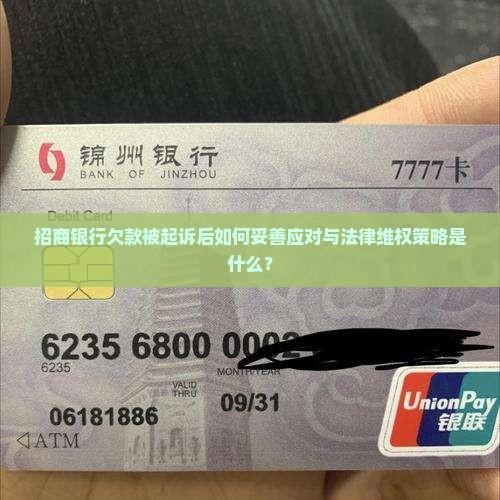 锦州银行
BANK OF JINZHOU
7777卡
Debit Card
招商银行欠款被起诉后如何妥善应对与法律维权策略是
什么？
6235 6800 0002
6235
MONTH/YEAR
VALID
THRU
09/31
06181886
ATM
UnionPay
银联